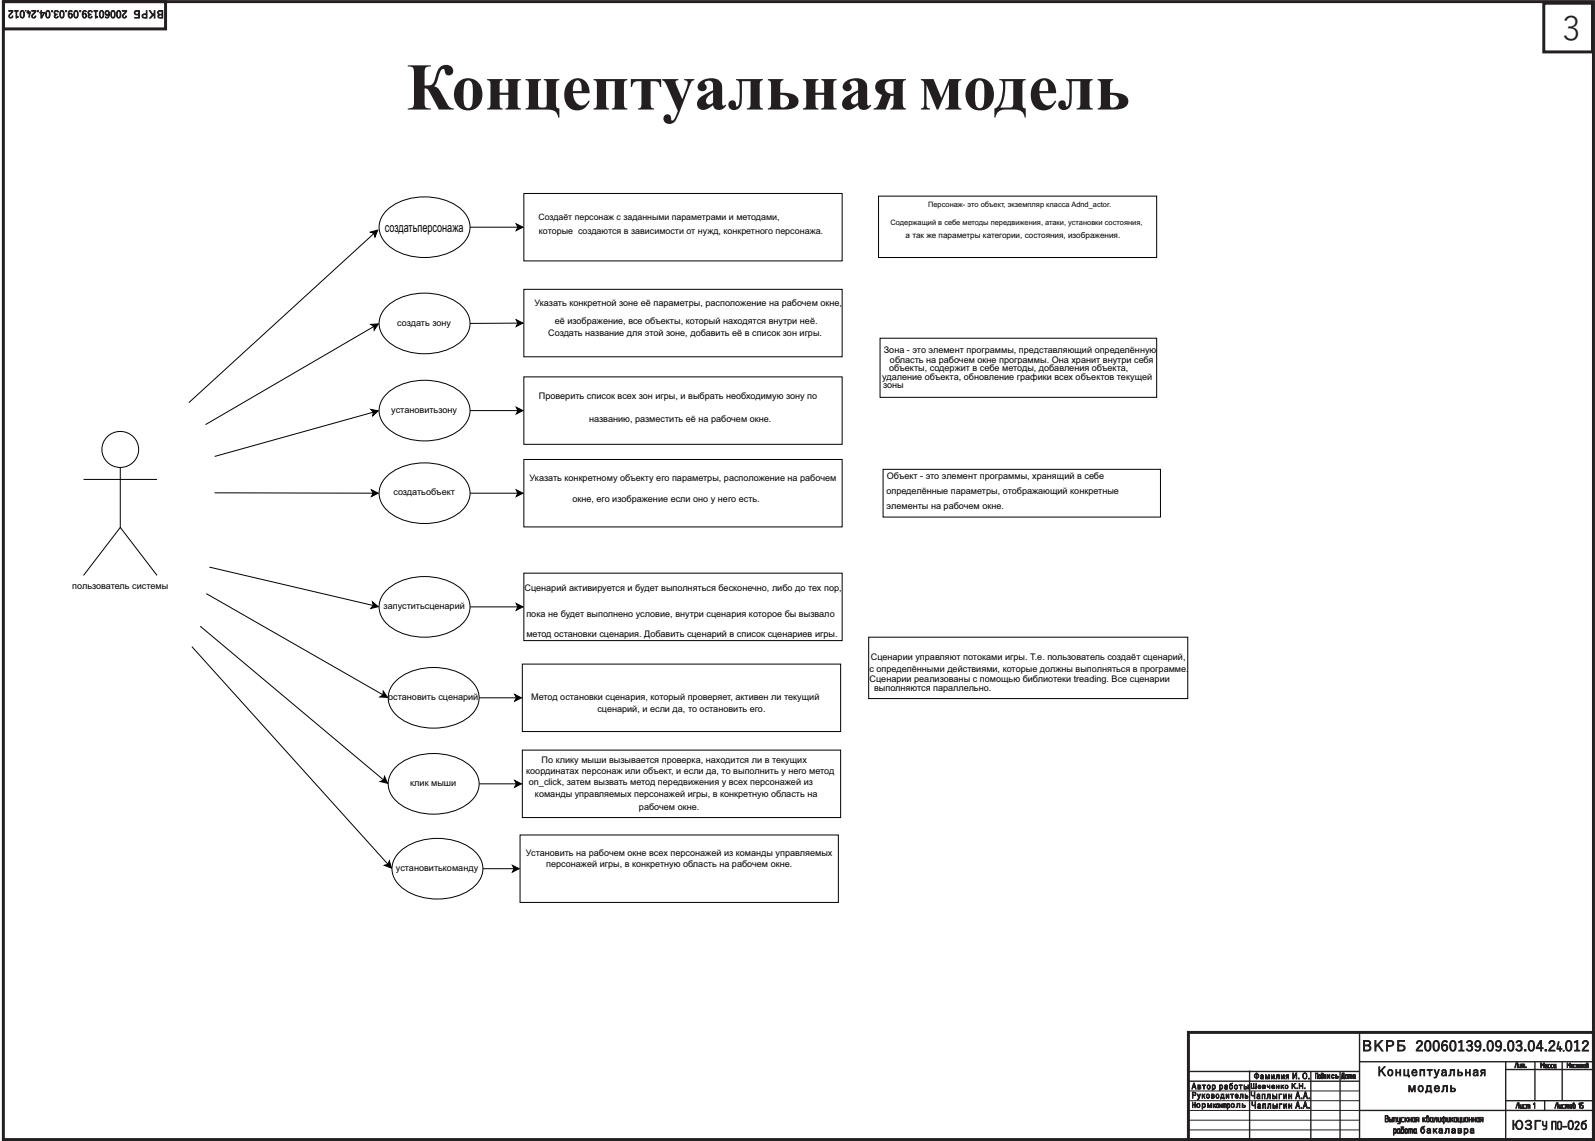 ВКРБ 20060139.09.03.04.24.012
3
Концептуальная модель
создатьперсонажа
Создаёт персонаж с заданными параметрами и методами,
которые создаются в зависимости от нужд, конкретного персонажа.
Персонаж- это объект, экземпляр класса Adnd_actor.
Содержащий в себе методы передвижения, атаки, установки состояния,
а так же параметры категории, состояния, изображения.
создать зону
Указать конкретной зоне её параметры, расположение на рабочем окне,
её изображение, все объекты, который находятся внутри неё.
Создать название для этой зоне, добавить её в список зон игры.
Зона - это элемент программы, представляющий определённую
область на рабочем окне программы. Она хранит внутри себя
объекты, содержит в себе методы, добавления объекта,
удаление объекта, обновление графики всех объектов текущей
зоны
установитьзону
Проверить список всех зон игры, и выбрать необходимую зону по
названию, разместить её на рабочем окне.
создатьобъект
Указать конкретному объекту его параметры, расположение на рабочем
окне, его изображение если оно у него есть.
Объект - это элемент программы, хранящий в себе
определённые параметры, отображающий конкретные
элементы на рабочем окне.
пользователь системы
запуститьсценарий
Сценарий активируется и будет выполняться бесконечно, либо до тех пор,
пока не будет выполнено условие, внутри сценария которое бы вызвало
метод остановки сценария. Добавить сценарий в список сценариев игры.
Сценарии управляют потоками игры. Т.е. пользователь создаёт сценарий,
с определёнными действиями, которые должны выполняться в программе.
Сценарии реализованы с помощью библиотеки treading. Все сценарии
выполняются параллельно.
остановить сценарий
Метод остановки сценария, который проверяет, активен ли текущий
сценарий, и если да, то остановить его.
клик мыши
По клику мыши вызывается проверка, находится ли в текущих
координатах персонаж или объект, и если да, то выполнить у него метод
on_click, затем вызвать метод передвижения у всех персонажей из
команды управляемых персонажей игры, в конкретную область на
рабочем окне.
установитькоманду
Установить на рабочем окне всех персонажей из команды управляемых
персонажей игры, в конкретную область на рабочем окне.
ВКРБ 20060139.09.03.04.24.012
Фамилия И. О. Подпись Дата
Автор работы Шевченко К.Н.
Руководитель Чаплыгин А.А.
Нормконтроль Чаплыгин А.А.
Концептуальная
модель
Лит. Масса Масштаб
Лист 1 Листов 15
Выпускная квалификационная
работа бакалавра
ЮЗГУ ПО-02б